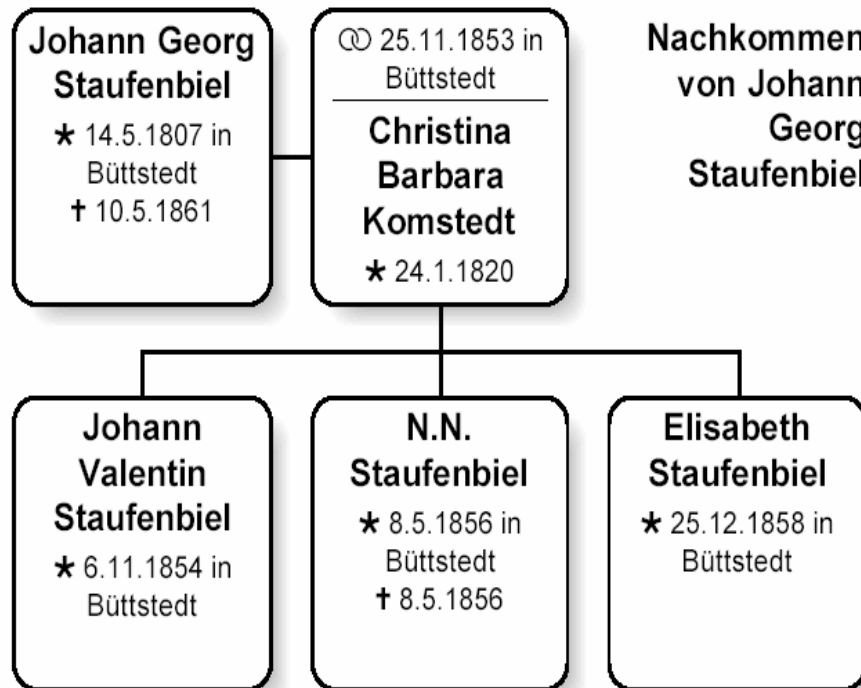 Johann Georg
Staufenbiel
★ 14.5.1807 in
Büttstedt
† 10.5.1861
⚭ 25.11.1853 in
Büttstedt
Christina
Barbara
Komstedt
★ 24.1.1820
Nachkommen
von Johann
Georg
Staufenbiel
Johann
Valentin
Staufenbiel
★ 6.11.1854 in
Büttstedt
N.N.
Staufenbiel
★ 8.5.1856 in
Büttstedt
† 8.5.1856
Elisabeth
Staufenbiel
★ 25.12.1858 in
Büttstedt